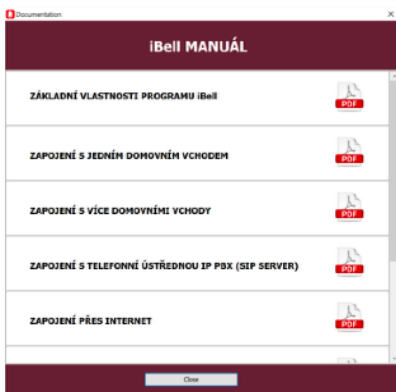 Documentation
iBell MANUÁL
ZÁKLADNÍ VLASTNOSTI PROGRAMU iBell
PDF
ZAPOJENÍ S JEDNÍM DOMOVNÍM VCHODEM
PDF
ZAPOJENÍ S VÍCE DOMOVNÍMI VCHODY
PDF
ZAPOJENÍ S TELEFONNÍ ÚSTŘEDNOU IP PBX (SIP SERVER)
PDF
ZAPOJENÍ PŘES INTERNET
PDF
Close